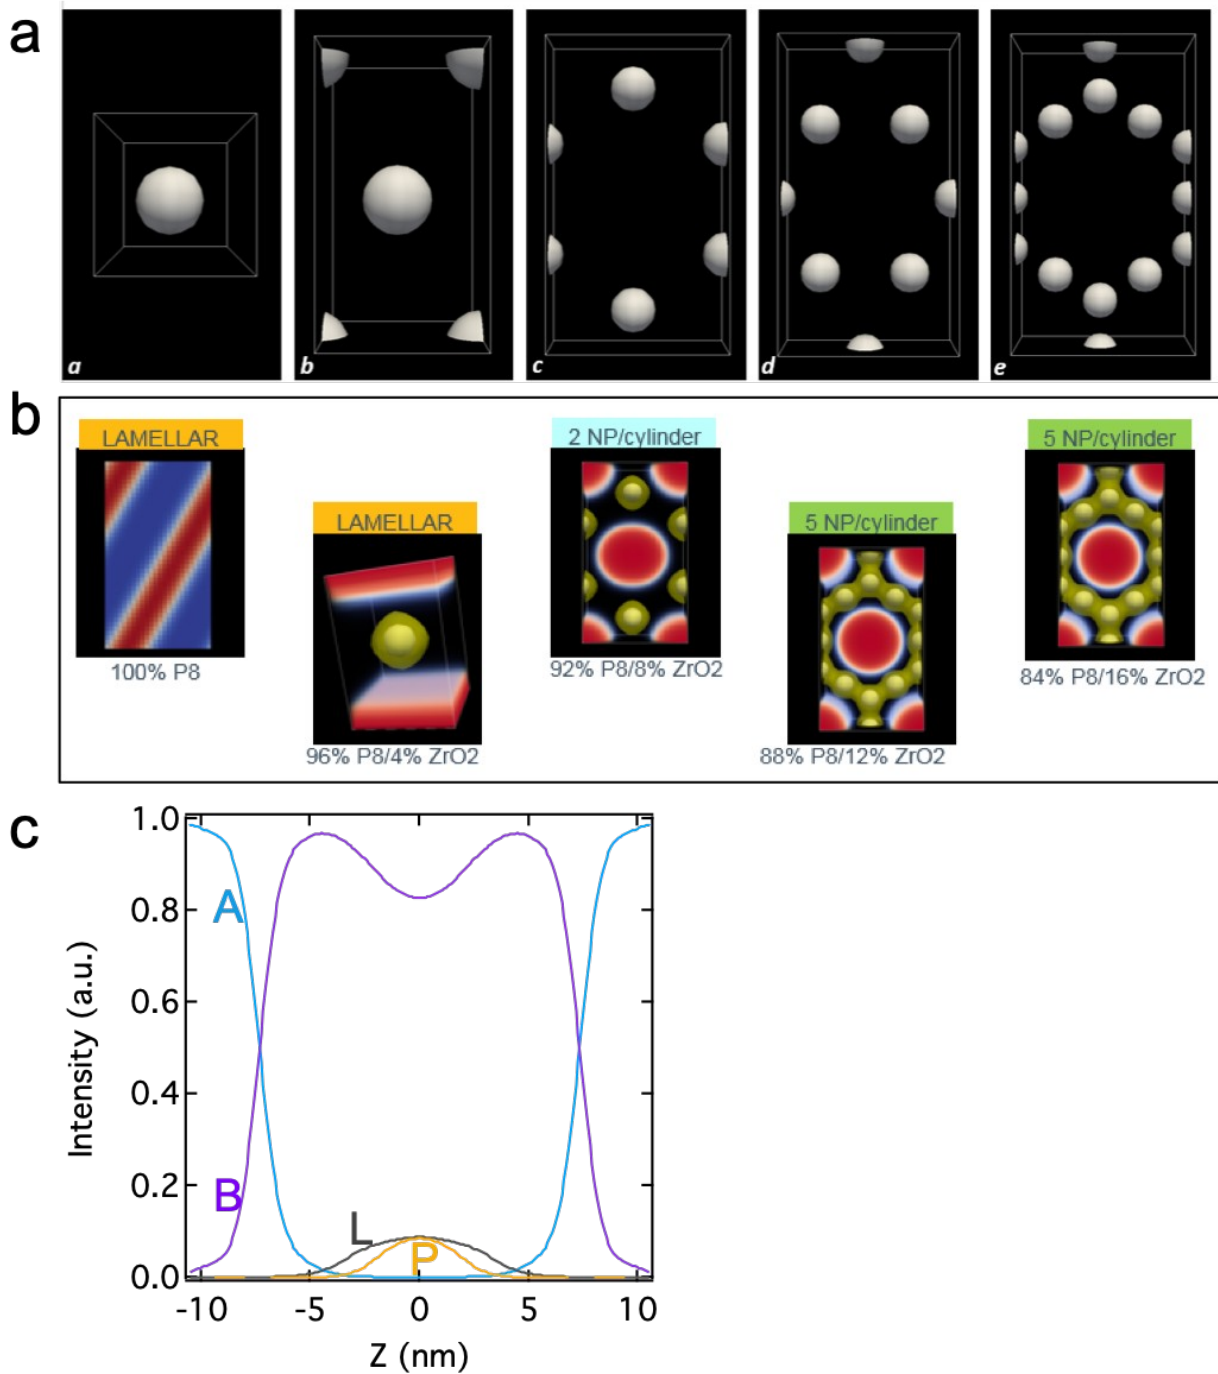 a
a b c d e
b
LAMELLAR 2 NP/cylinder 5 NP/cylinder
LAMELLAR 5 NP/cylinder
100% P8 92% P8/8% ZrO2 84% P8/16% ZrO2
96% P8/4% ZrO2 88% P8/12% ZrO2
c
1.0
A
0.8
0.6
Intensity (a.u.)
0.4
0.2
B
L
P
0.0
-10 -5 0 5 10
Z (nm)